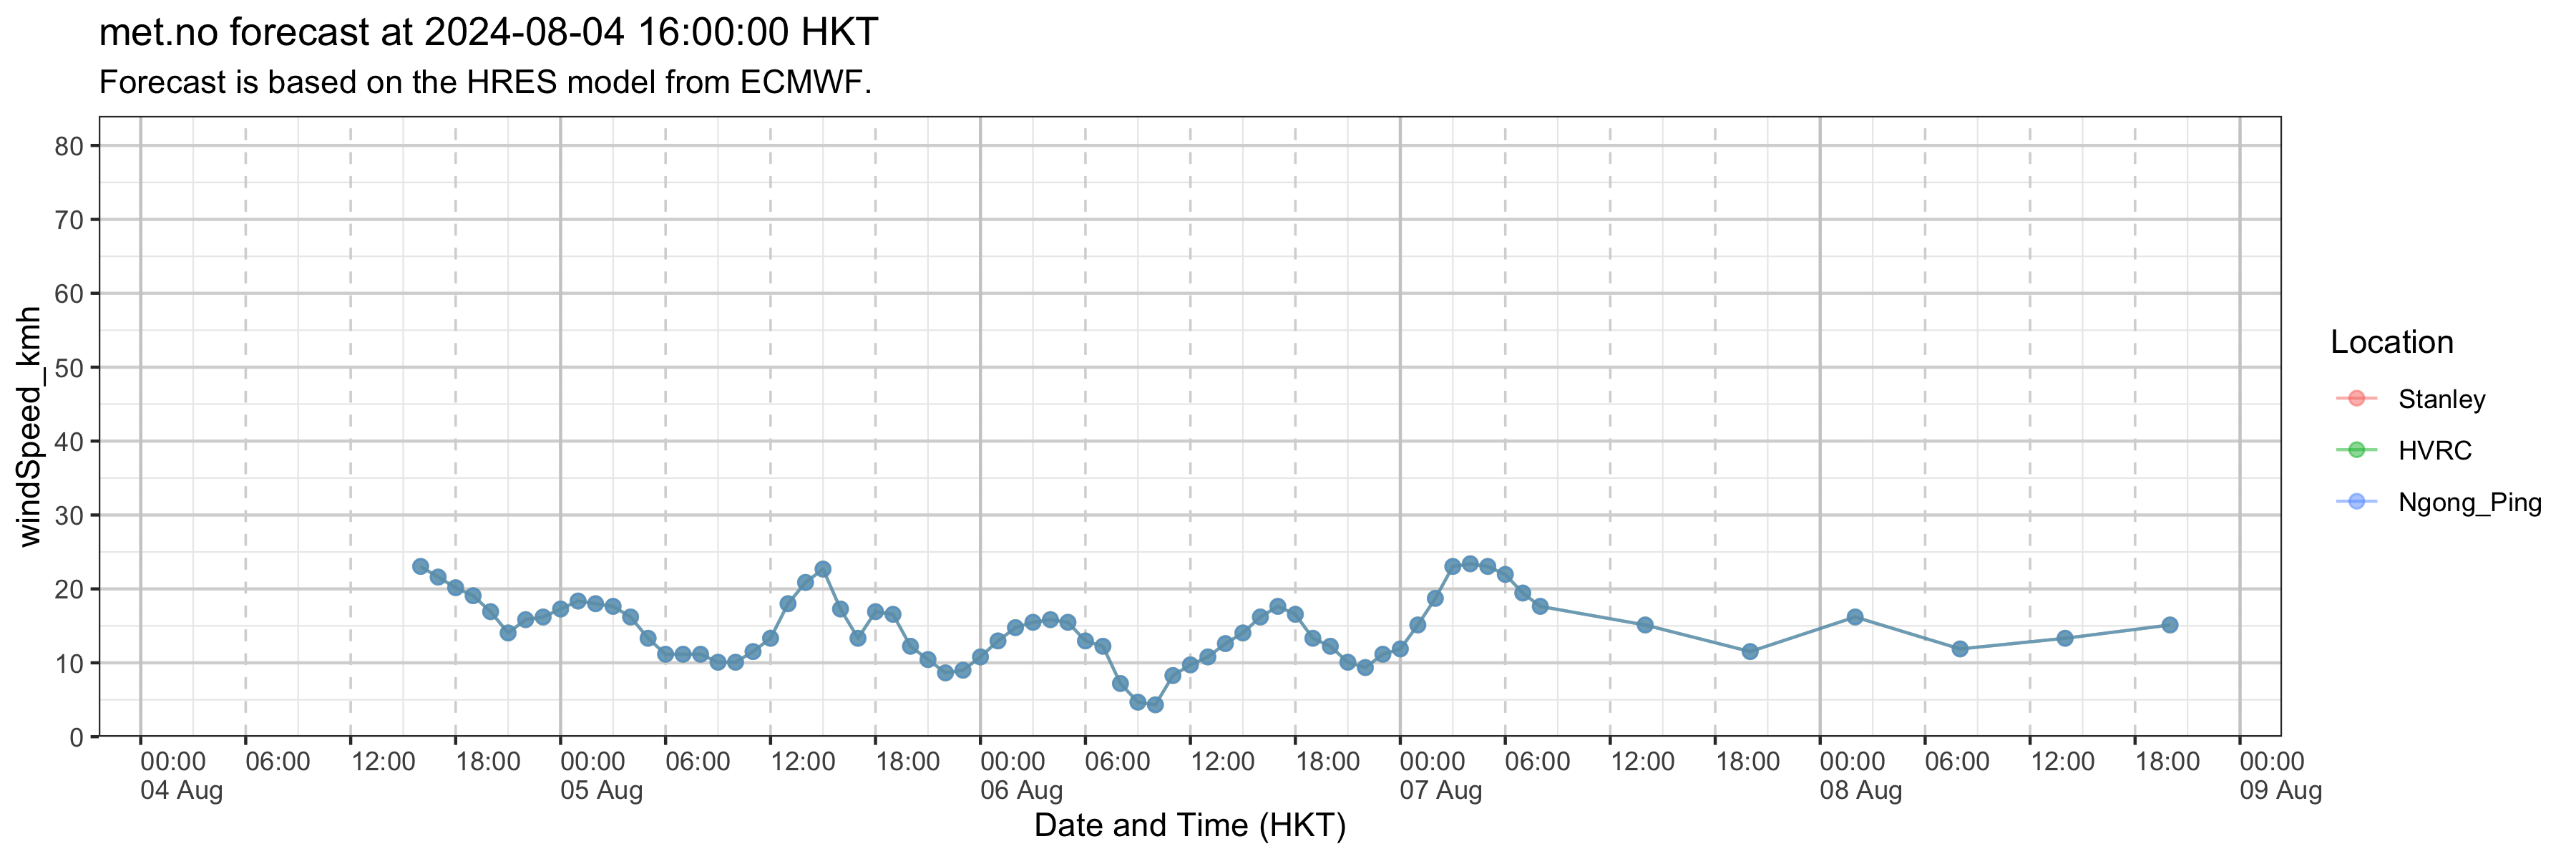 met.no forecast at 2024-08-04 16:00:00 HKT
Forecast is based on the HRES model from ECMWF.
windSpeed_kmh
80
70
60
50
40
30
20
10
0
00:00 06:00 12:00 18:00 00:00 06:00 12:00 18:00 00:00 06:00 12:00 18:00 00:00 06:00 12:00 18:00 00:00 06:00 12:00 18:00 00:00
04 Aug 05 Aug 06 Aug 07 Aug 08 Aug 09 Aug
Date and Time (HKT)
Location
Stanley
HVRC
Ngong_Ping